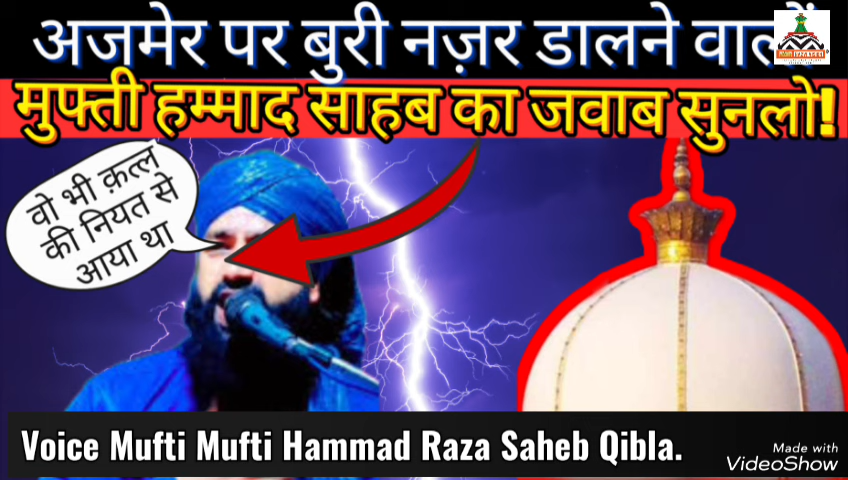 अजमेर पर बुरी नज़र डालने वालों
मुफ्ती हम्माद साहब का जवाब सुनलो!
वो भी क़त्ल
की नियत से
आया था
Voice Mufti Mufti Hammad Raza Saheb Qibla.
Made with
VideoShow